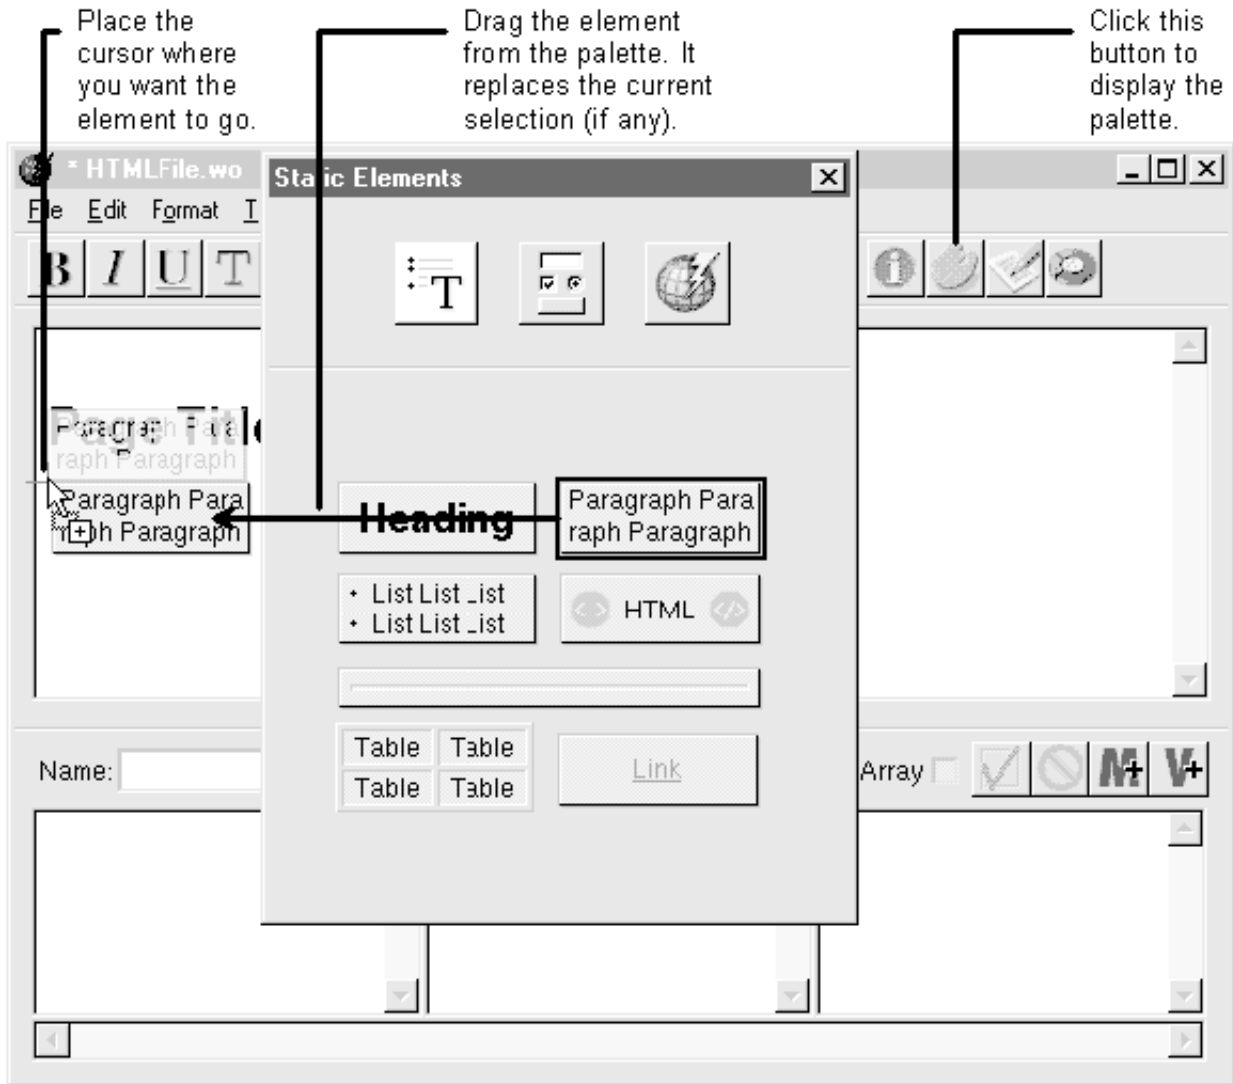 Place the
cursor where
you want the
element to go.
Drag the element
from the palette. It
replaces the current
selection (if any).
Click this
button to
display the
palette.
* HTMLFile.wo
Static Elements
File Edit Format T
B I U T
T
Page Title
Paragraph Para
raph Paragraph
Paragraph Para
raph Paragraph
Heading
Paragraph Para
raph Paragraph
• List List List
• List List List
<> HTML </>
Table Table
Table Table
Link
Name:
Array
M+ V+